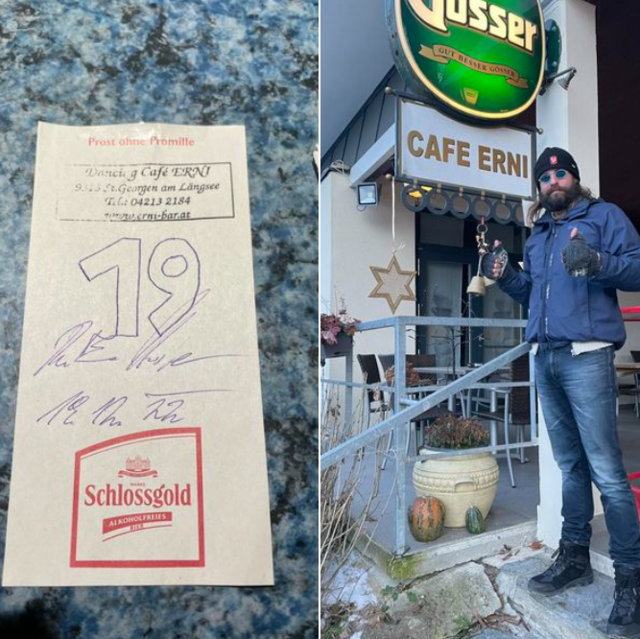 Prost ohne Promille
Dancing Café ERNI
9313 St.Georgen am Längsee
Tel.: 04213 2184
www.erni-bar.at
19
Schlossgold
ALKOHOLFREIES
BIER
Gösser
GUT BESSER GÖSSER
CAFE ERNI